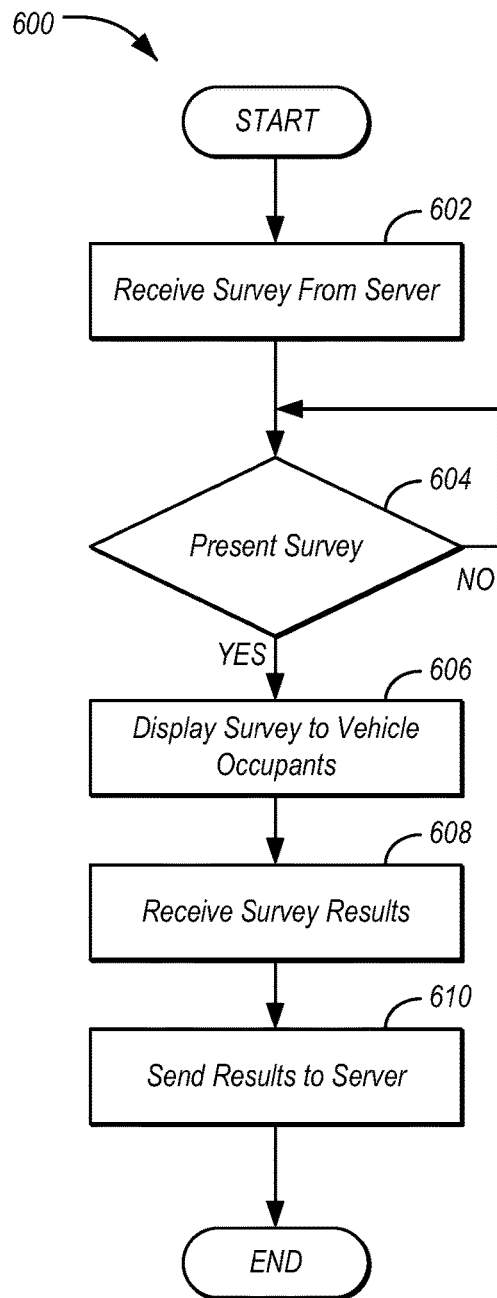 600
START
602
Receive Survey From Server
604
Present Survey
NO
YES
606
Display Survey to Vehicle
Occupants
608
Receive Survey Results
610
Send Results to Server
END